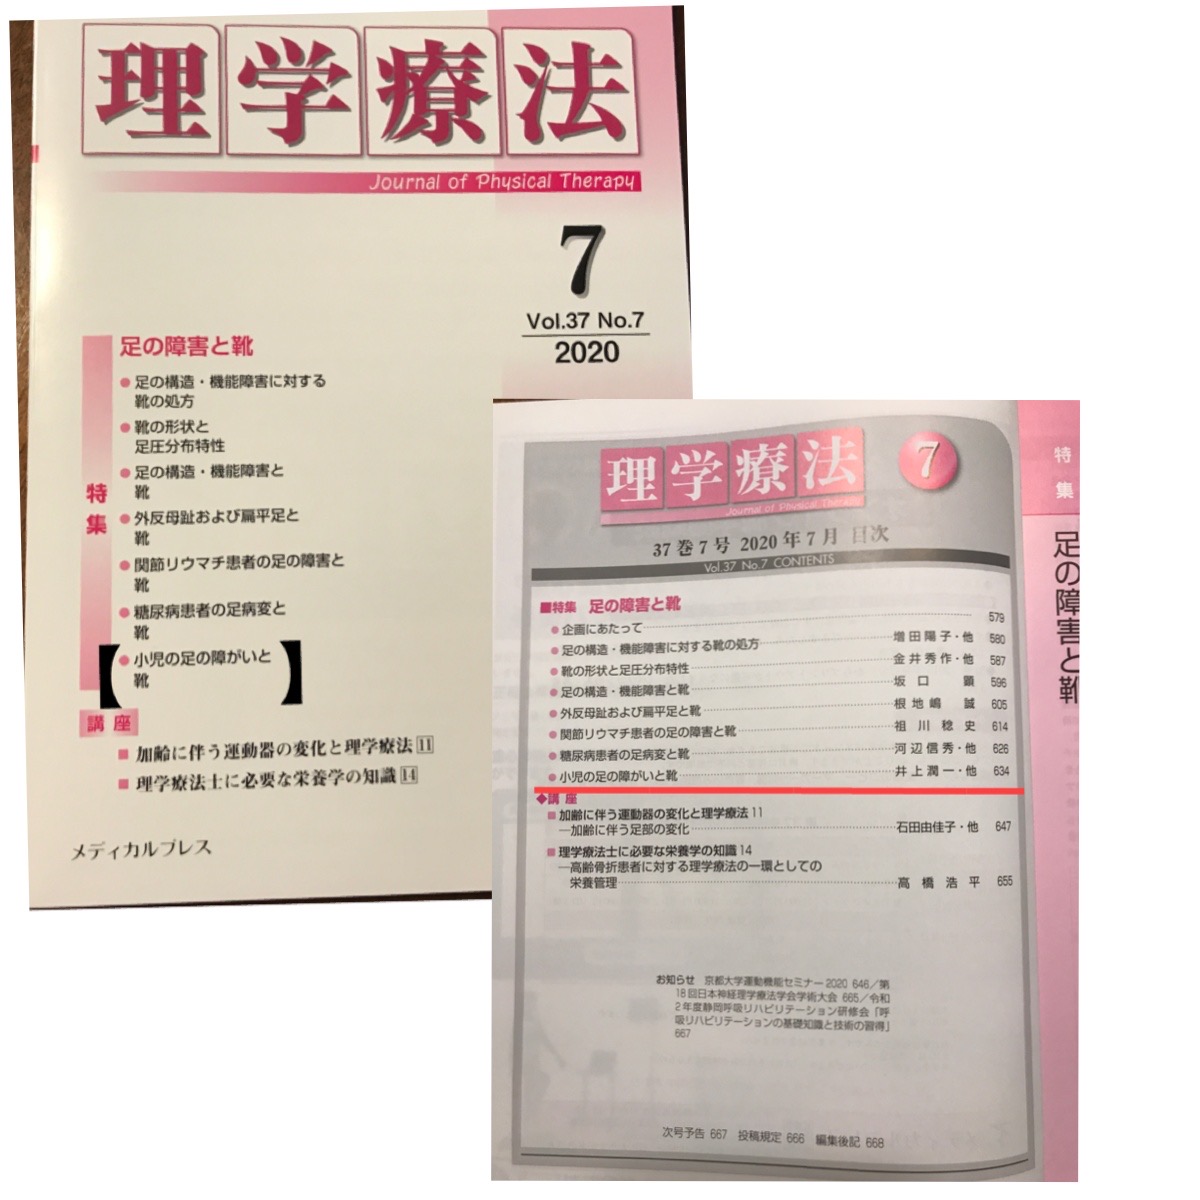 理学療法
Journal of Physical Therapy
7
Vol.37 No.7
2020
特集
足の障害と靴
●足の構造・機能障害に対する
靴の処方
●靴の形状と
足圧分布特性
●足の構造・機能障害と
靴
●外反母趾および扁平足と
靴
●関節リウマチ患者の足の障害と
靴
●糖尿病患者の足病変と
靴
【●小児の足の障がいと
靴】
講座
■加齢に伴う運動器の変化と理学療法11
■理学療法士に必要な栄養学の知識14
メディカルプレス
理学療法 7
Journal of Physical Therapy
37巻7号 2020年7月 目次
Vol.37 No.7 CONTENTS
■特集 足の障害と靴
●企画にあたって 579
●足の構造・機能障害に対する靴の処方 増田陽子・他 580
●靴の形状と足圧分布特性 金井秀作・他 587
●足の構造・機能障害と靴 坂口 顕 596
●外反母趾および扁平足と靴 根地嶋 誠 605
●関節リウマチ患者の足の障害と靴 祖川稔史 614
●糖尿病患者の足病変と靴 河辺信秀・他 626
●小児の足の障がいと靴 井上潤一・他 634
◆講座
■加齢に伴う運動器の変化と理学療法11
―加齢に伴う足部の変化 石田由佳子・他 647
■理学療法士に必要な栄養学の知識14
―高齢骨折患者に対する理学療法の一環としての
栄養管理 高橋浩平 655
お知らせ 京都大学運動機能セミナー2020 646／第
18回日本神経理学療法学会学術大会 665／令和
2年度静岡呼吸リハビリテーション研修会「呼
吸リハビリテーションの基礎知識と技術の習得」
667
次号予告 667 投稿規定 666 編集後記 668
特集
足の障害と靴